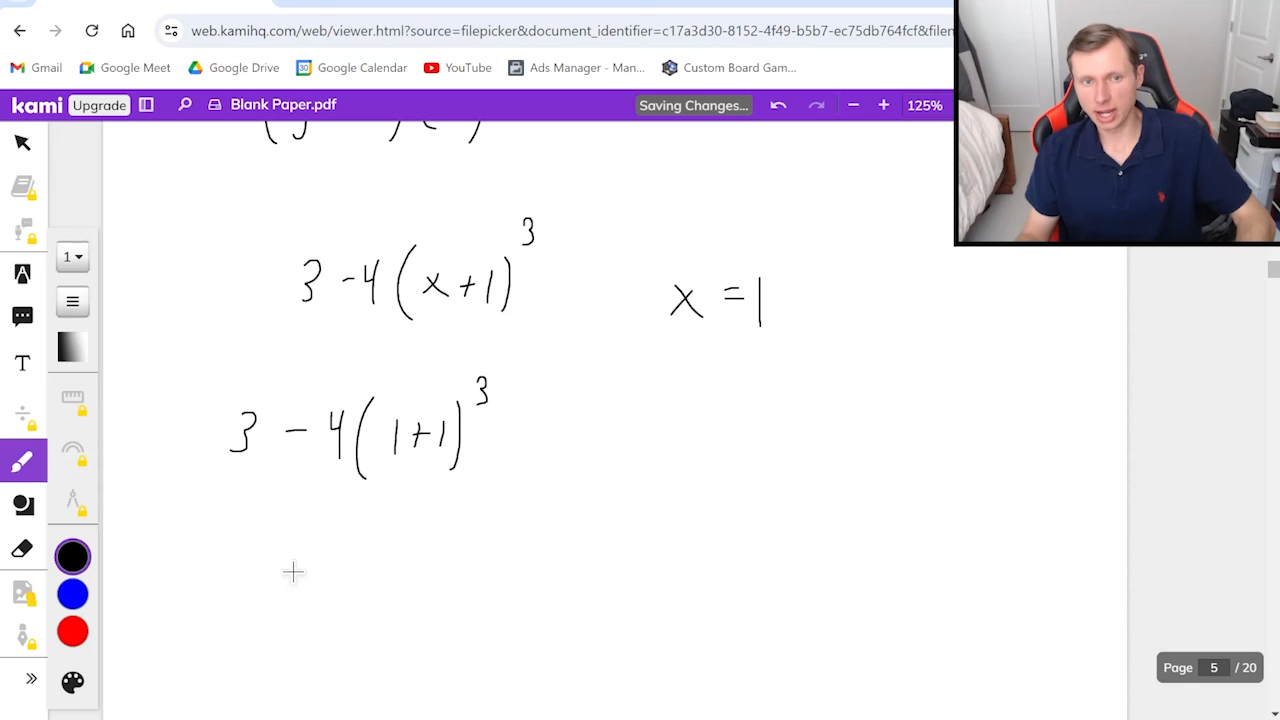 web.kamihq.com/web/viewer.html?source=filepicker&document_identifier=c17a3d30-8152-4f49-b5b7-ec75db764fcf&filen
Gmail Google Meet Google Drive 30 Google Calendar YouTube Ads Manager - Man... Custom Board Gam...
kami Upgrade Blank Paper.pdf Saving Changes... 125%
1
3 - 4(x+1)³ x = 1
3 - 4(1+1)³
A
T
Page 5 / 20